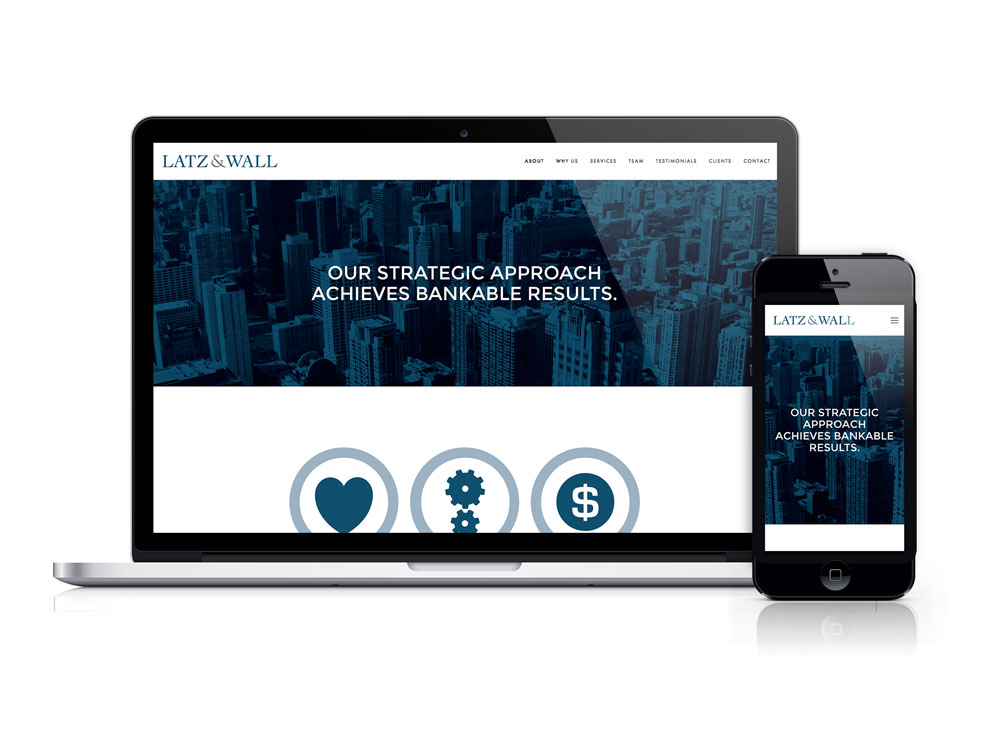 LATZ & WALL
ABOUT WHY US SERVICES TEAM TESTIMONIALS CLIENTS CONTACT
OUR STRATEGIC APPROACH
ACHIEVES BANKABLE RESULTS.
$
LATZ & WALL
OUR STRATEGIC
APPROACH
ACHIEVES BANKABLE
RESULTS.